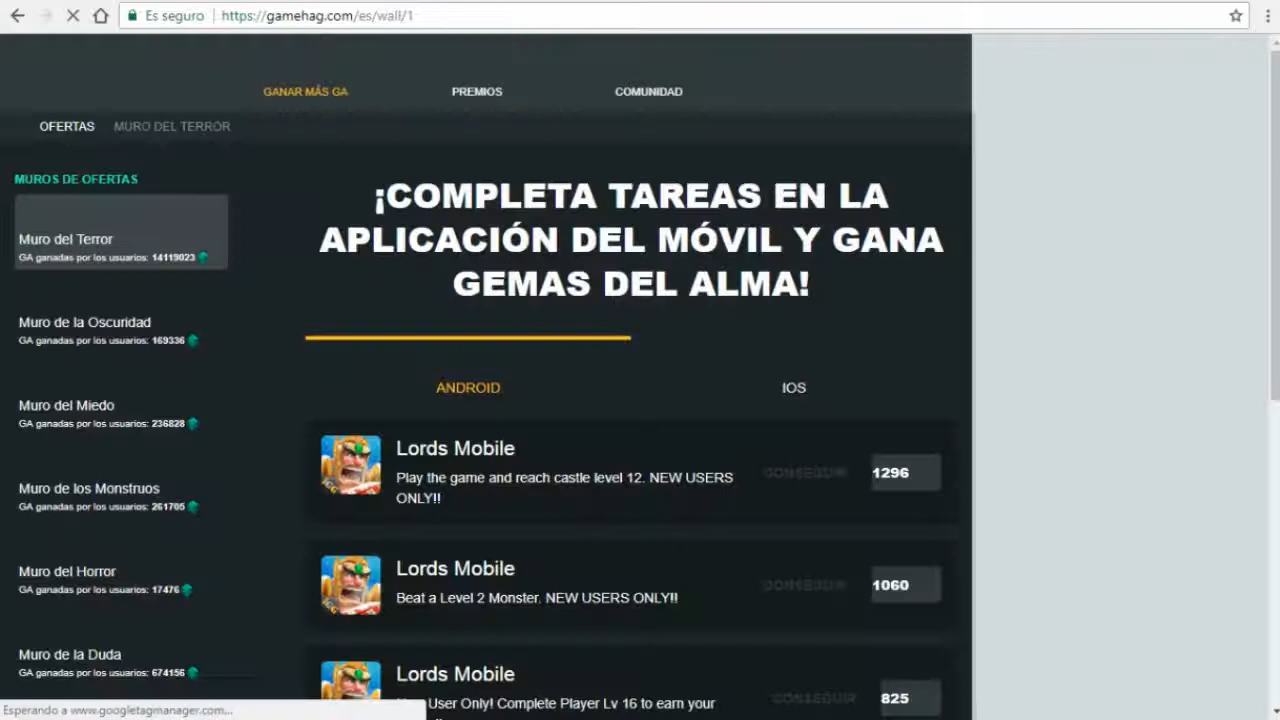 Es seguro
https://gamehag.com/es/wall/1
GANAR MÁS GA
PREMIOS
COMUNIDAD
OFERTAS
MURO DEL TERROR
MUROS DE OFERTAS
Muro del Terror
GA ganadas por los usuarios: 14119023
Muro de la Oscuridad
GA ganadas por los usuarios: 169336
Muro del Miedo
GA ganadas por los usuarios: 236828
Muro de los Monstruos
GA ganadas por los usuarios: 261705
Muro del Horror
GA ganadas por los usuarios: 17476
Muro de la Duda
GA ganadas por los usuarios: 674156
¡COMPLETA TAREAS EN LA
APLICACIÓN DEL MÓVIL Y GANA
GEMAS DEL ALMA!
ANDROID
IOS
Lords Mobile
Play the game and reach castle level 12. NEW USERS
ONLY!!
CONSEGUIR
1296
Lords Mobile
Beat a Level 2 Monster. NEW USERS ONLY!!
CONSEGUIR
1060
Lords Mobile
User Only! Complete Player Lv 16 to earn your
CONSEGUIR
825
Esperando a www.googletagmanager.com...